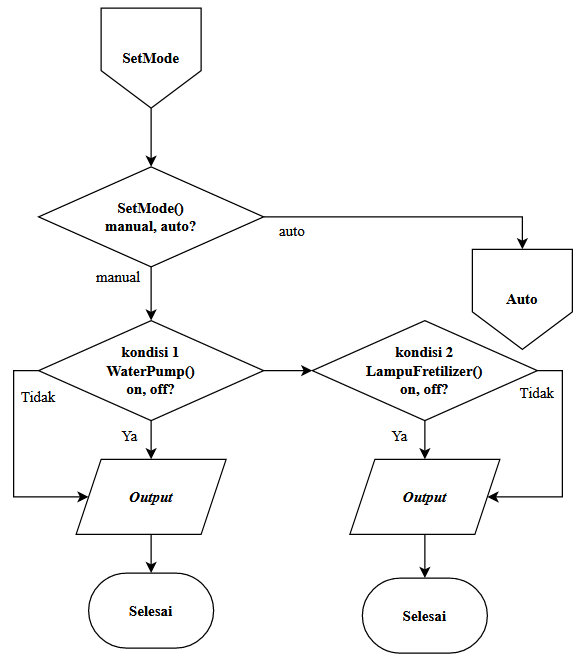 SetMode
SetMode()
manual, auto?
auto
manual
Auto
kondisi 1
WaterPump()
on, off?
kondisi 2
LampuFretilizer()
on, off?
Tidak
Tidak
Ya
Ya
Output
Output
Selesai
Selesai